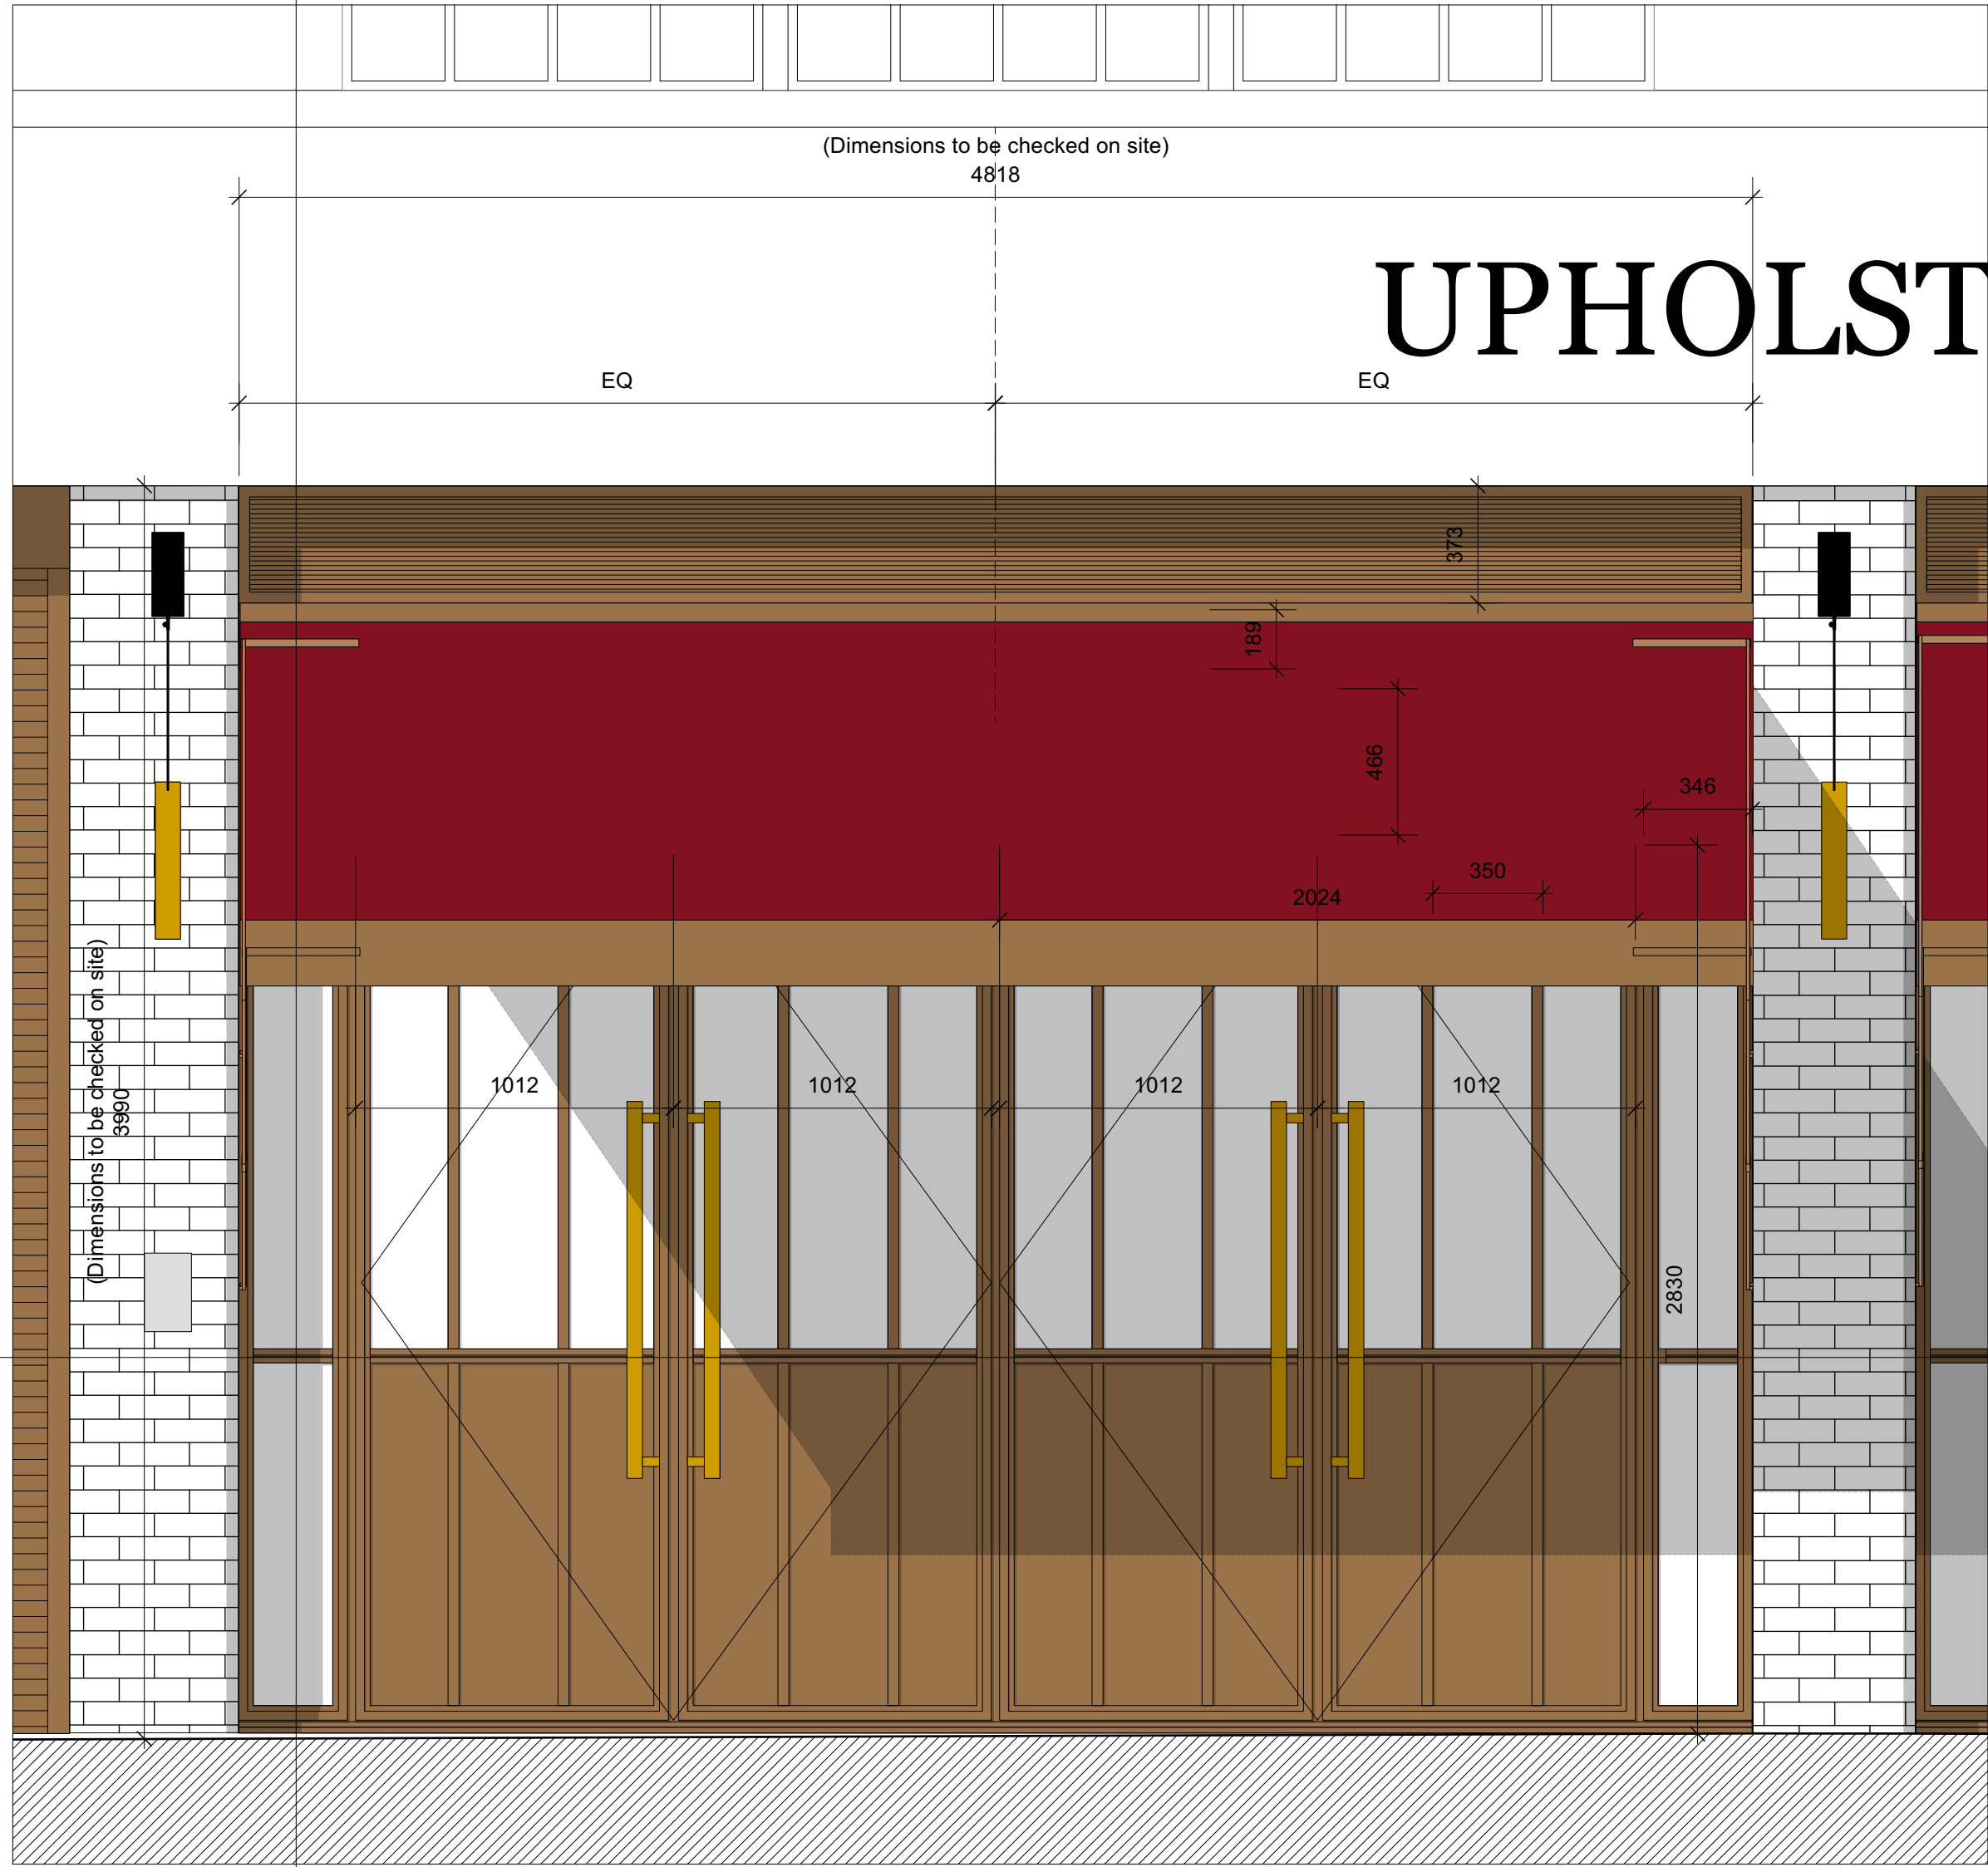 (Dimensions to be checked on site)
4818
UPHOLST
EQ
EQ
373
189
466
346
350
2024
(Dimensions to be checked on site)
3990
1012
1012
1012
1012
2830